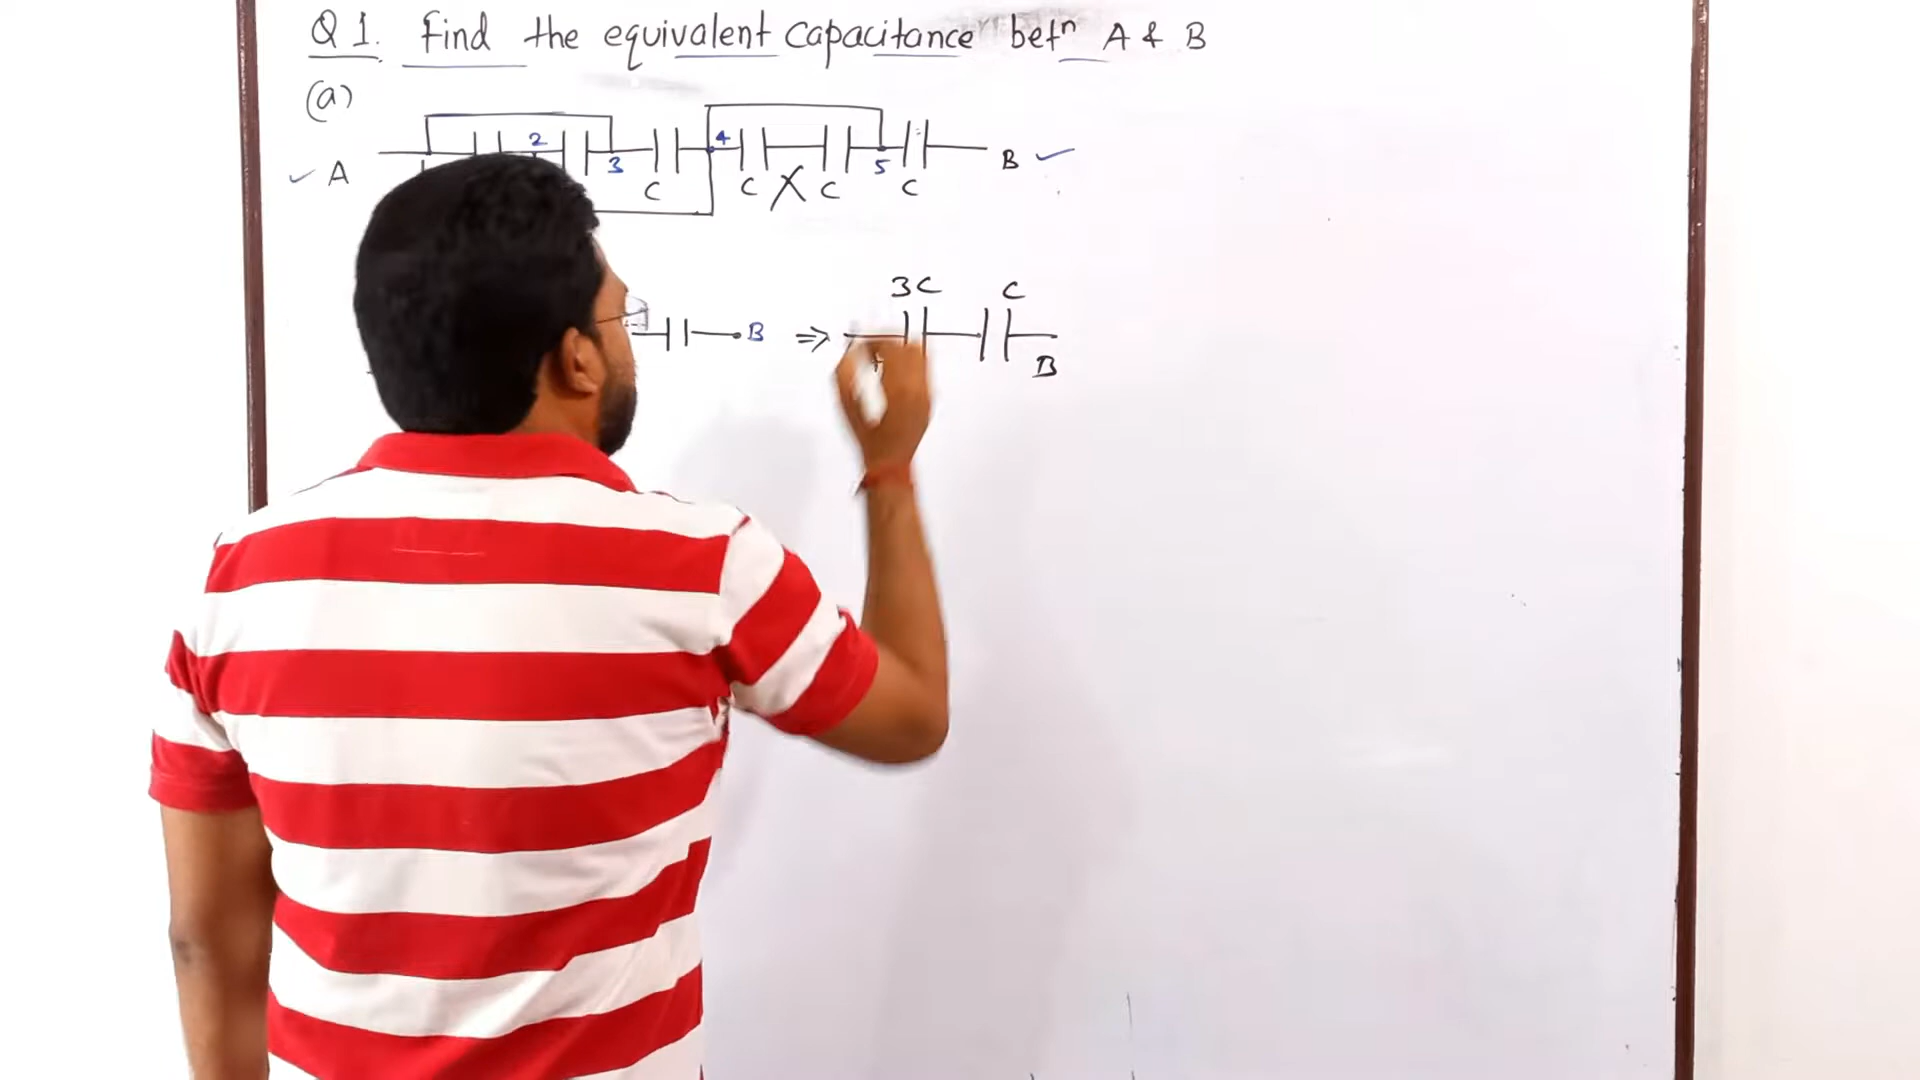 Q 1. Find the equivalent capacitance betⁿ A & B
(a)
2 4
A 3 5 B
C C X C C
3C C
B ⇒
B